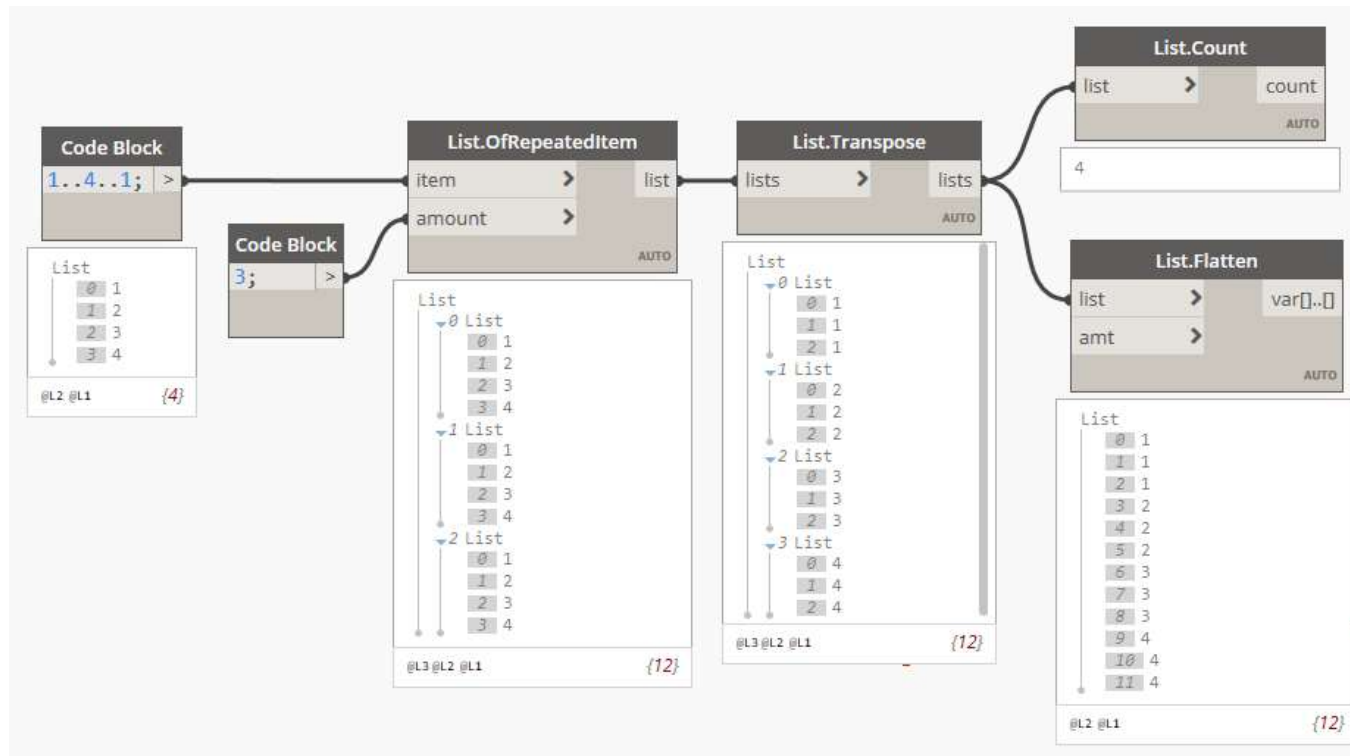 Code Block
1..4..1; >
List
0 1
1 2
2 3
3 4
@L2 @L1 {4}
Code Block
3; >
List.OfRepeatedItem
item > list
amount >
AUTO
List
0 List
0 1
1 2
2 3
3 4
1 List
0 1
1 2
2 3
3 4
2 List
0 1
1 2
2 3
3 4
@L3 @L2 @L1 {12}
List.Transpose
lists > lists
AUTO
List
0 List
0 1
1 1
2 1
1 List
0 2
1 2
2 2
2 List
0 3
1 3
2 3
3 List
0 4
1 4
2 4
@L3 @L2 @L1 {12}
List.Count
list > count
AUTO
4
List.Flatten
list > var[]..[]
amt >
AUTO
List
0 1
1 1
2 1
3 2
4 2
5 2
6 3
7 3
8 3
9 4
10 4
11 4
@L2 @L1 {12}